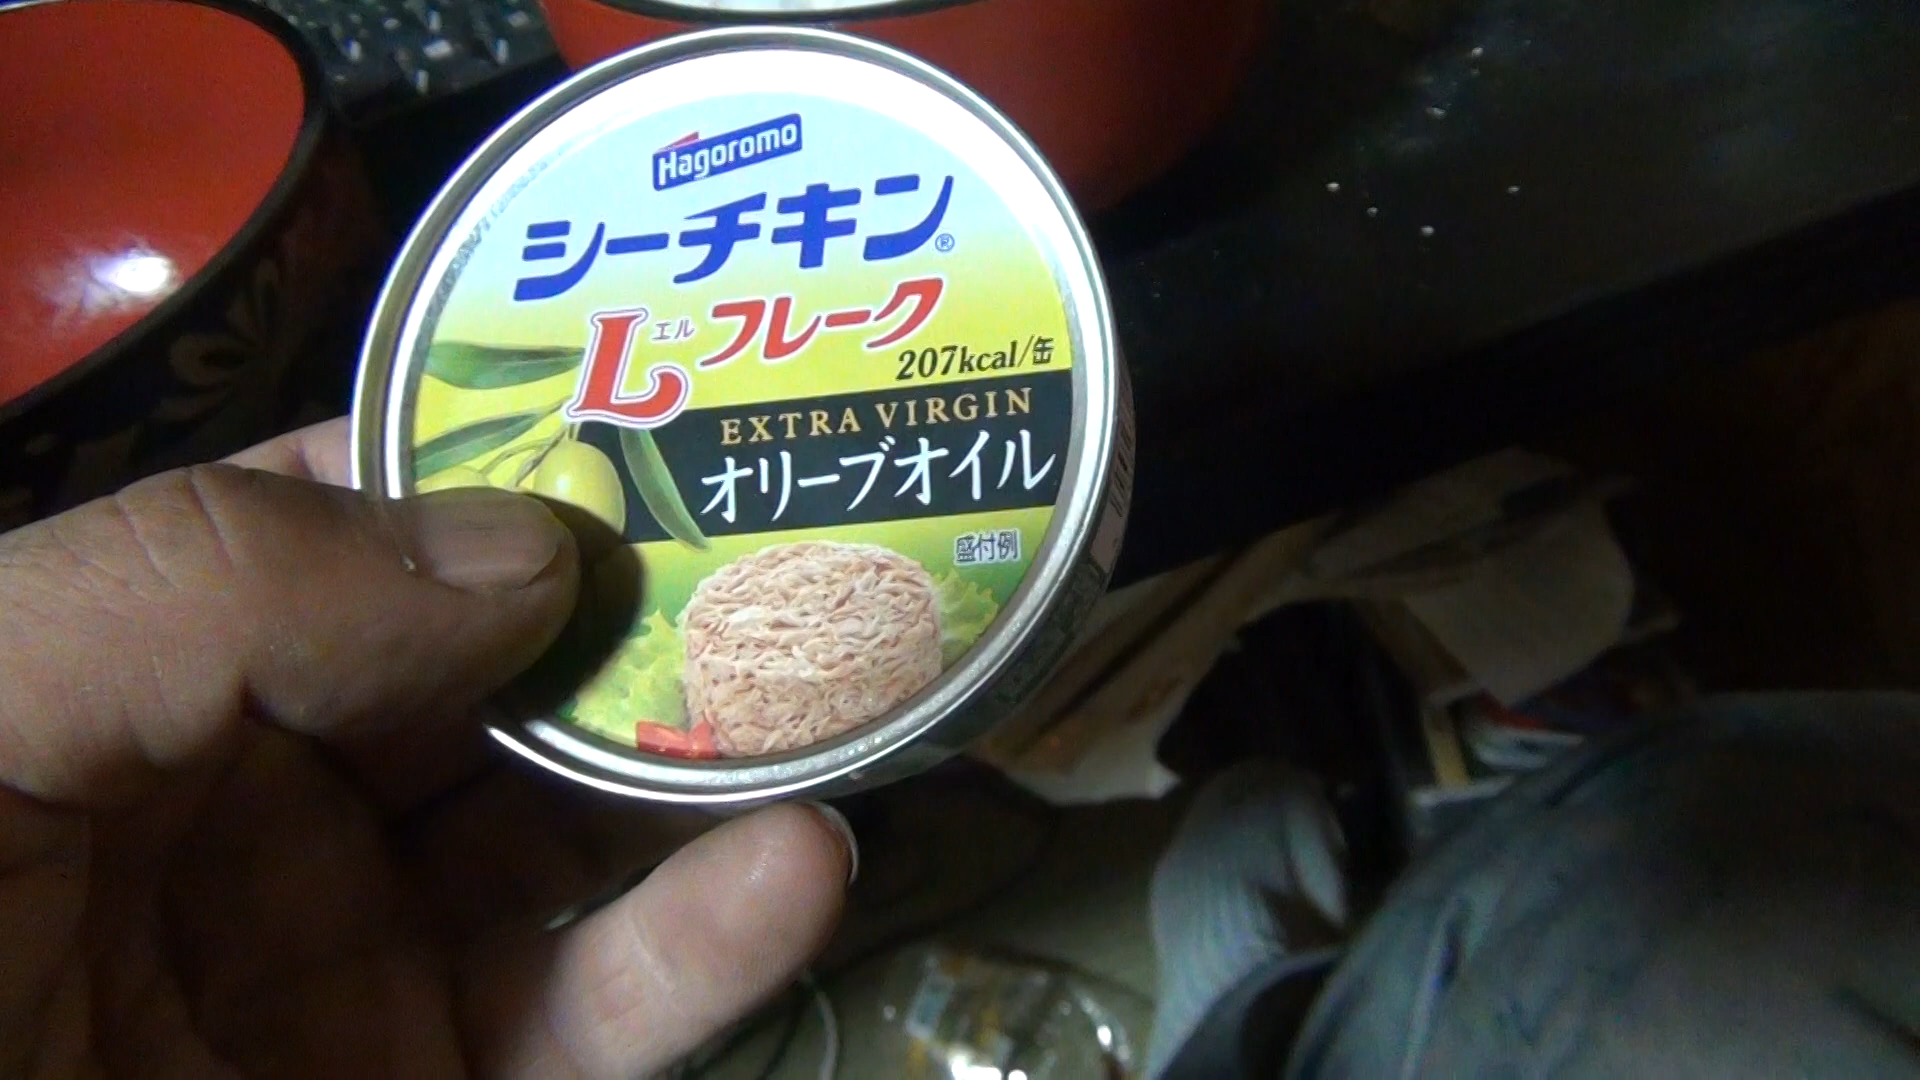 Hagoromo
シーチキン®
Lエルフレーク
207kcal/缶
EXTRA VIRGIN
オリーブオイル
盛付例